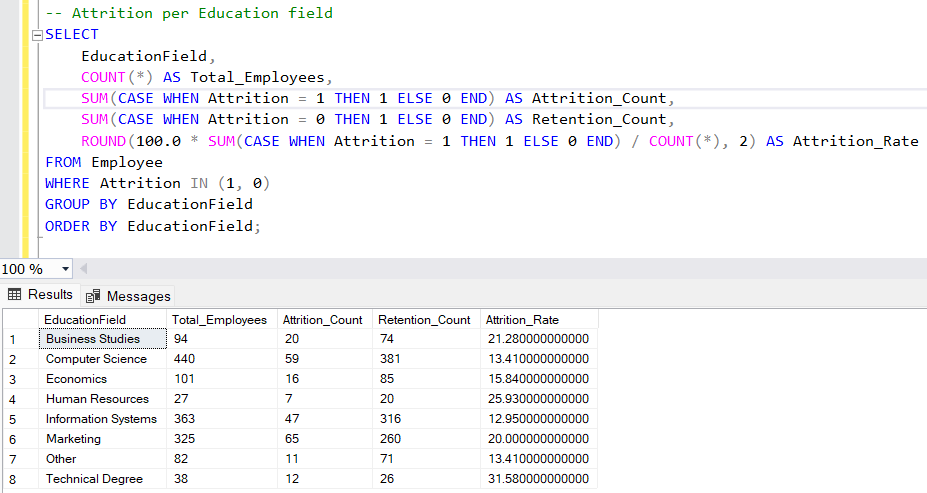 -- Attrition per Education field
SELECT
EducationField,
COUNT(*) AS Total_Employees,
SUM(CASE WHEN Attrition = 1 THEN 1 ELSE 0 END) AS Attrition_Count,
SUM(CASE WHEN Attrition = 0 THEN 1 ELSE 0 END) AS Retention_Count,
ROUND(100.0 * SUM(CASE WHEN Attrition = 1 THEN 1 ELSE 0 END) / COUNT(*), 2) AS Attrition_Rate
FROM Employee
WHERE Attrition IN (1, 0)
GROUP BY EducationField
ORDER BY EducationField;
100 %
Results Messages
EducationField Total_Employees Attrition_Count Retention_Count Attrition_Rate
1 Business Studies 94 20 74 21.280000000000
2 Computer Science 440 59 381 13.410000000000
3 Economics 101 16 85 15.840000000000
4 Human Resources 27 7 20 25.930000000000
5 Information Systems 363 47 316 12.950000000000
6 Marketing 325 65 260 20.000000000000
7 Other 82 11 71 13.410000000000
8 Technical Degree 38 12 26 31.580000000000